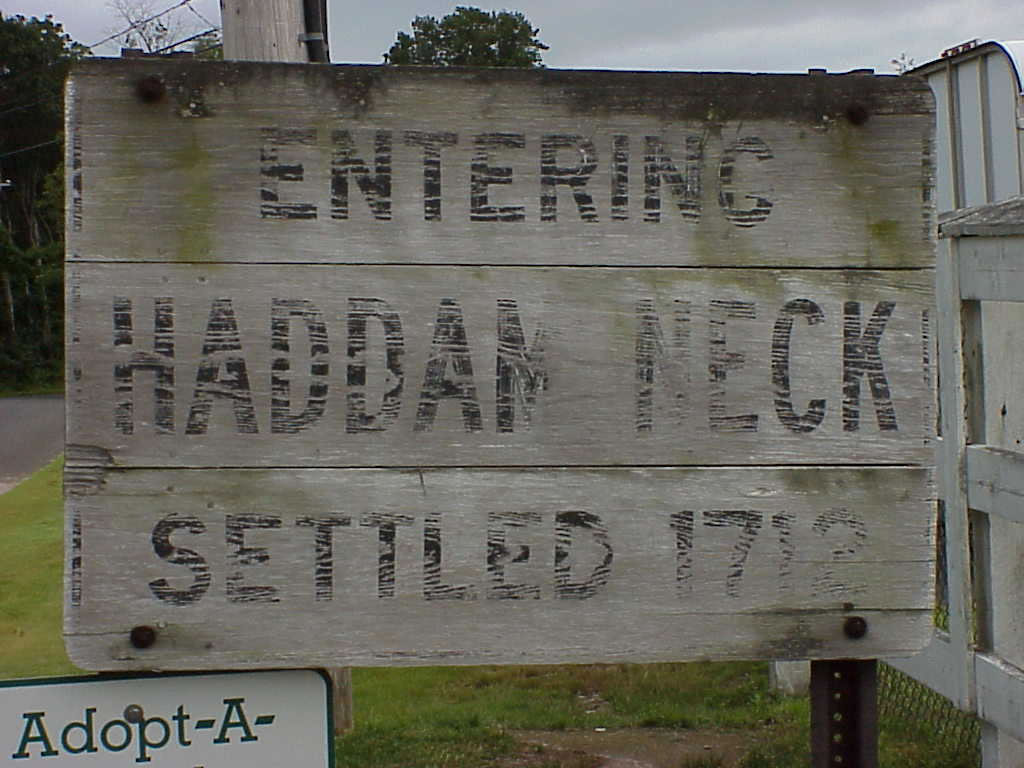 ENTERING
HADDAM NECK
SETTLED 1712
Adopt-A-